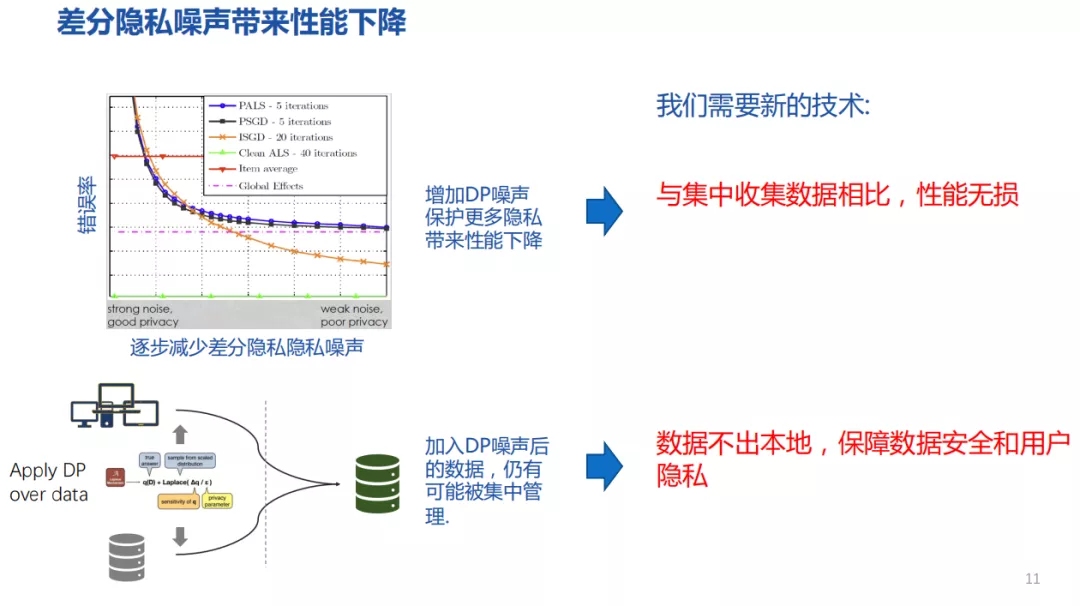 差分隐私噪声带来性能下降
PALS - 5 iterations
PSGD - 5 iterations
ISGD - 20 iterations
Clean ALS - 40 iterations
Item average
Global Effects
错误率
strong noise,
good privacy
weak noise,
poor privacy
逐步减少差分隐私隐私噪声
增加DP噪声
保护更多隐私
带来性能下降
我们需要新的技术:
与集中收集数据相比，性能无损
Apply DP
over data
True
answer
sample from scaled
distribution
q(D) + Laplace( Δq / ε )
sensitivity of q
privacy
parameter
加入DP噪声后
的数据，仍有
可能被集中管
理.
数据不出本地，保障数据安全和用户
隐私
11